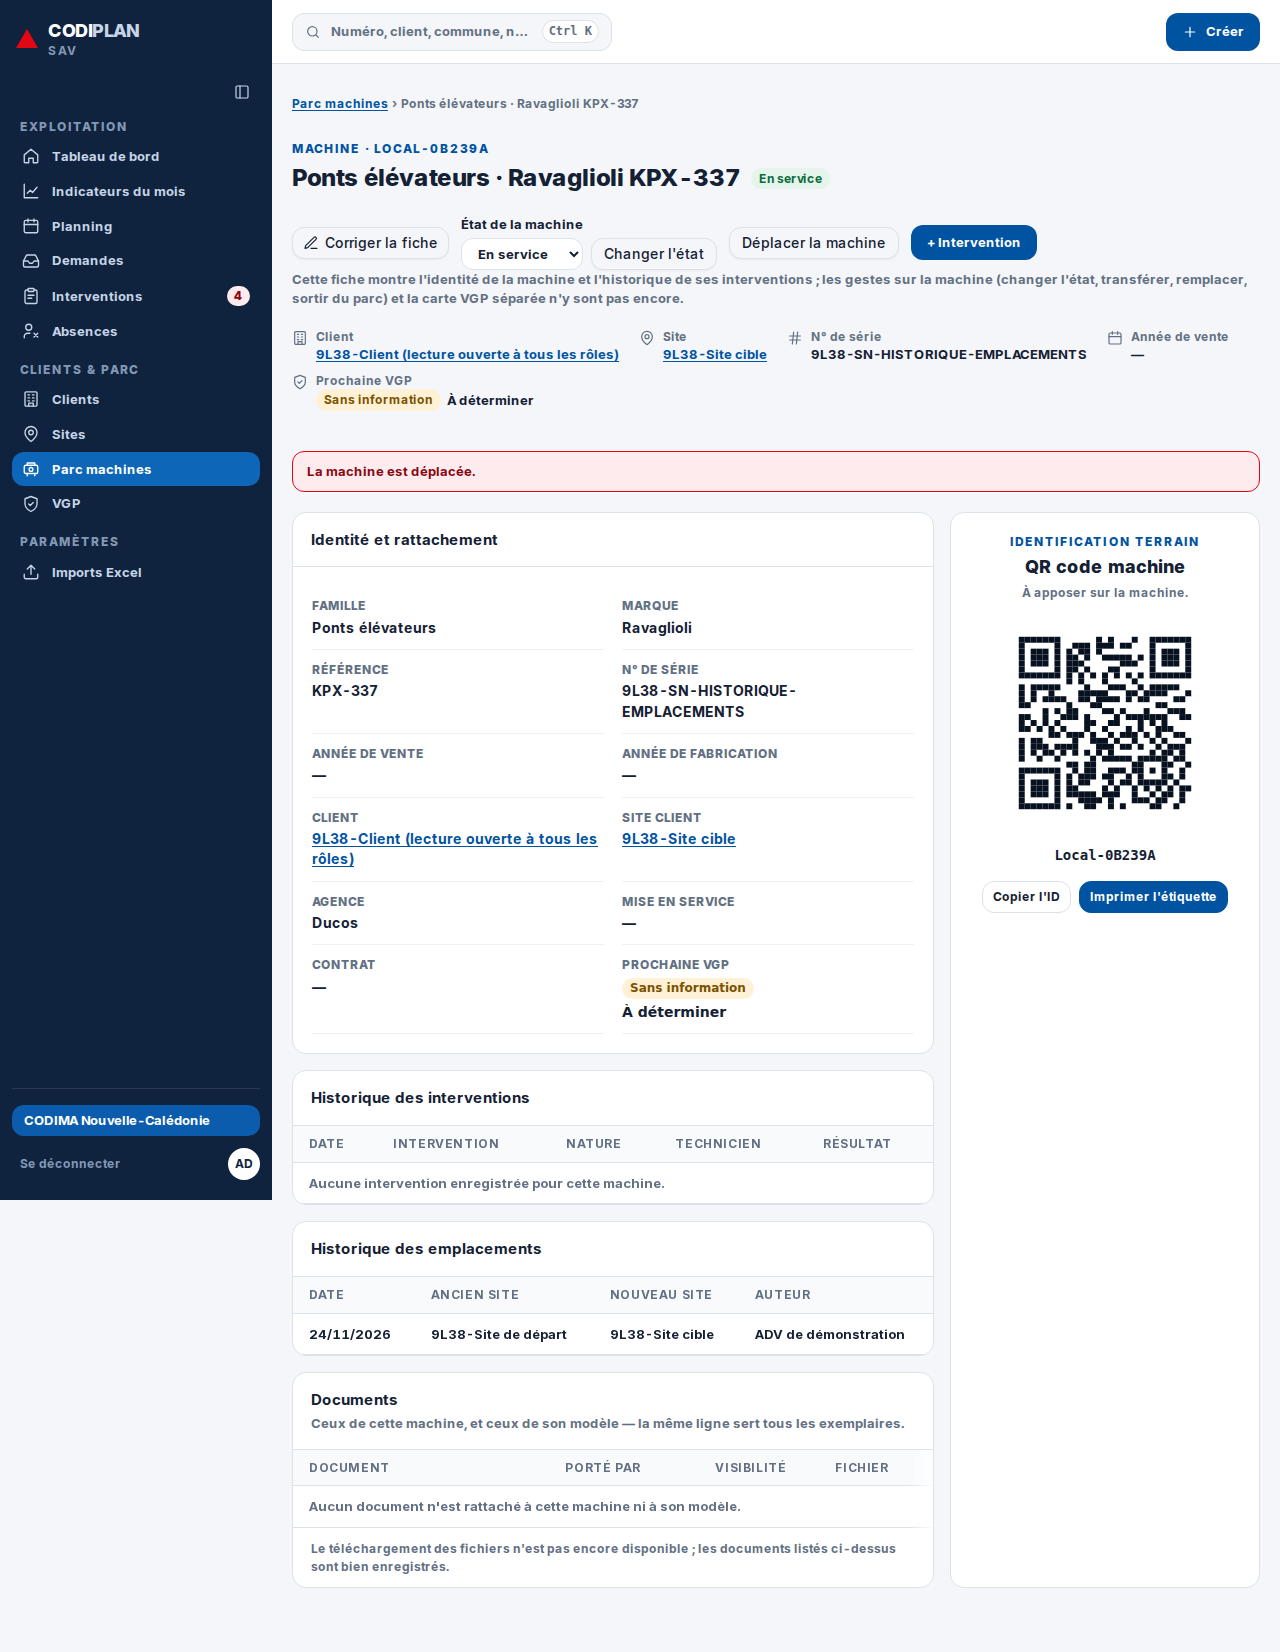 CODIPLAN
SAV
Numéro, client, commune, n…
Ctrl K
Créer
EXPLOITATION
Tableau de bord
Indicateurs du mois
Planning
Demandes
Interventions
4
Absences
CLIENTS & PARC
Clients
Sites
Parc machines
VGP
PARAMÈTRES
Imports Excel
CODIMA Nouvelle-Calédonie
Se déconnecter
AD
Parc machines › Ponts élévateurs · Ravaglioli KPX-337
MACHINE · LOCAL-0B239A
Ponts élévateurs · Ravaglioli KPX-337
En service
Corriger la fiche
État de la machine
En service
Changer l'état
Déplacer la machine
+ Intervention
Cette fiche montre l'identité de la machine et l'historique de ses interventions ; les gestes sur la machine (changer l'état, transférer, remplacer,
sortir du parc) et la carte VGP séparée n'y sont pas encore.
Client
9L38-Client (lecture ouverte à tous les rôles)
Site
9L38-Site cible
N° de série
9L38-SN-HISTORIQUE-EMPLACEMENTS
Année de vente
—
Prochaine VGP
Sans information À déterminer
La machine est déplacée.
Identité et rattachement
FAMILLE
Ponts élévateurs
MARQUE
Ravaglioli
RÉFÉRENCE
KPX-337
N° DE SÉRIE
9L38-SN-HISTORIQUE-
EMPLACEMENTS
ANNÉE DE VENTE
—
ANNÉE DE FABRICATION
—
CLIENT
9L38-Client (lecture ouverte à tous les
rôles)
SITE CLIENT
9L38-Site cible
AGENCE
Ducos
MISE EN SERVICE
—
CONTRAT
—
PROCHAINE VGP
Sans information
À déterminer
IDENTIFICATION TERRAIN
QR code machine
À apposer sur la machine.
Local-0B239A
Copier l'ID
Imprimer l'étiquette
Historique des interventions
DATE INTERVENTION NATURE TECHNICIEN RÉSULTAT
Aucune intervention enregistrée pour cette machine.
Historique des emplacements
DATE ANCIEN SITE NOUVEAU SITE AUTEUR
24/11/2026 9L38-Site de départ 9L38-Site cible ADV de démonstration
Documents
Ceux de cette machine, et ceux de son modèle — la même ligne sert tous les exemplaires.
DOCUMENT PORTÉ PAR VISIBILITÉ FICHIER
Aucun document n'est rattaché à cette machine ni à son modèle.
Le téléchargement des fichiers n'est pas encore disponible ; les documents listés ci-dessus
sont bien enregistrés.